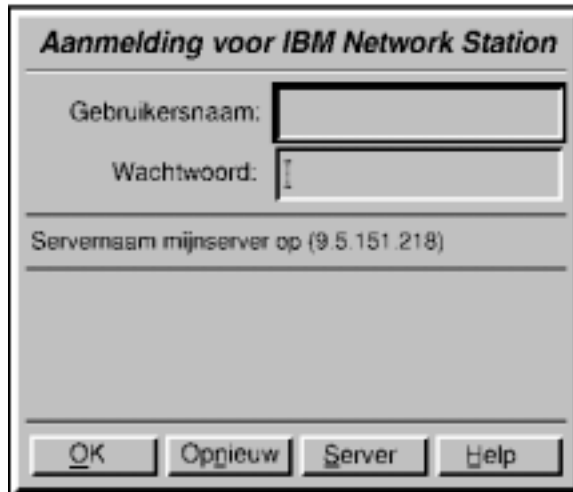 Aanmelding voor IBM Network Station
Gebruikersnaam:
Wachtwoord:
Servernaam mijnserver op (9.5.151.218)
OK Opnieuw Server Help